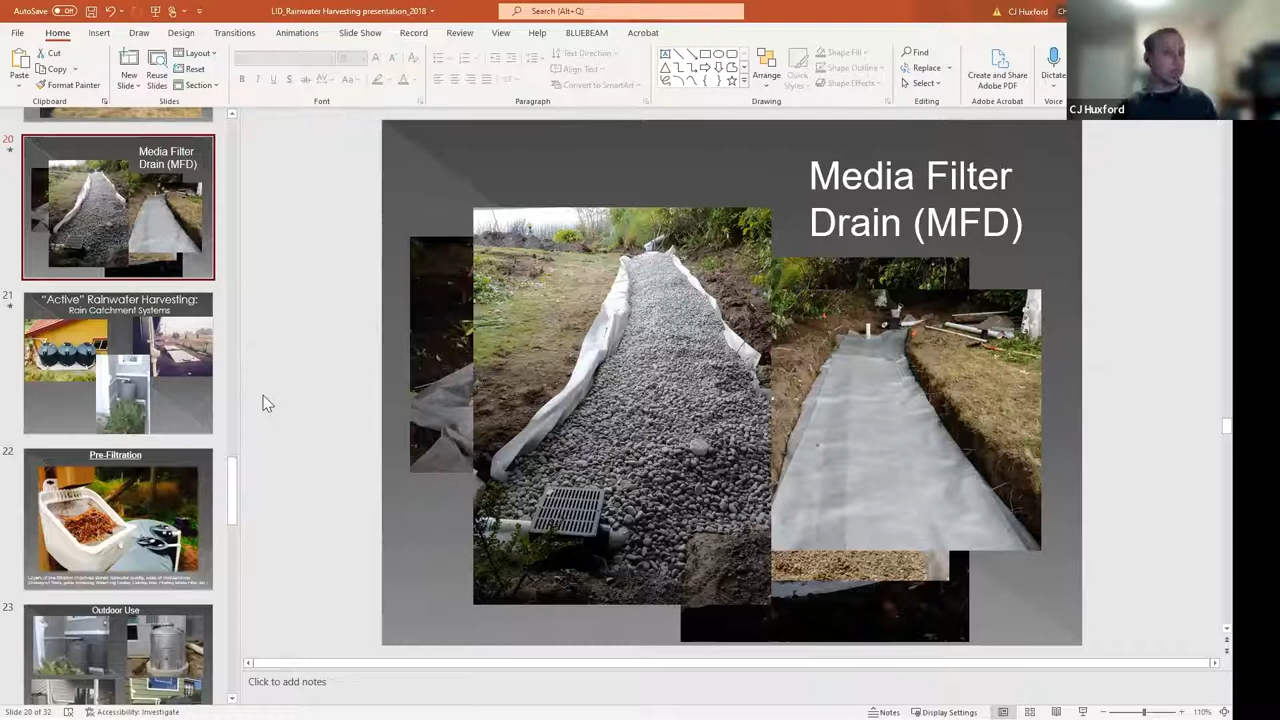 AutoSave Off
LID_Rainwater Harvesting presentation_2018
Search (Alt+Q)
CJ Huxford
File Home Insert Draw Design Transitions Animations Slide Show Record Review View Help BLUEBEAM Acrobat
Paste
Cut
Copy
Format Painter
Clipboard
New
Slide
Reuse
Slides
Layout
Reset
Section
Slides
B I U S ab AV Aa A
Font
Align Text
Convert to SmartArt
Paragraph
Arrange
Quick
Styles
Shape Fill
Shape Outline
Shape Effects
Drawing
Find
Replace
Select
Editing
Create and Share
Adobe PDF
Adobe Acrobat
Dictate
Voice
CJ Huxford
20
Media Filter
Drain (MFD)
21
"Active" Rainwater Harvesting:
Rain Catchment Systems
22
Pre-Filtration
23
Outdoor Use
Media Filter
Drain (MFD)
Click to add notes
Slide 20 of 32
Accessibility: Investigate
Notes
Display Settings
110%